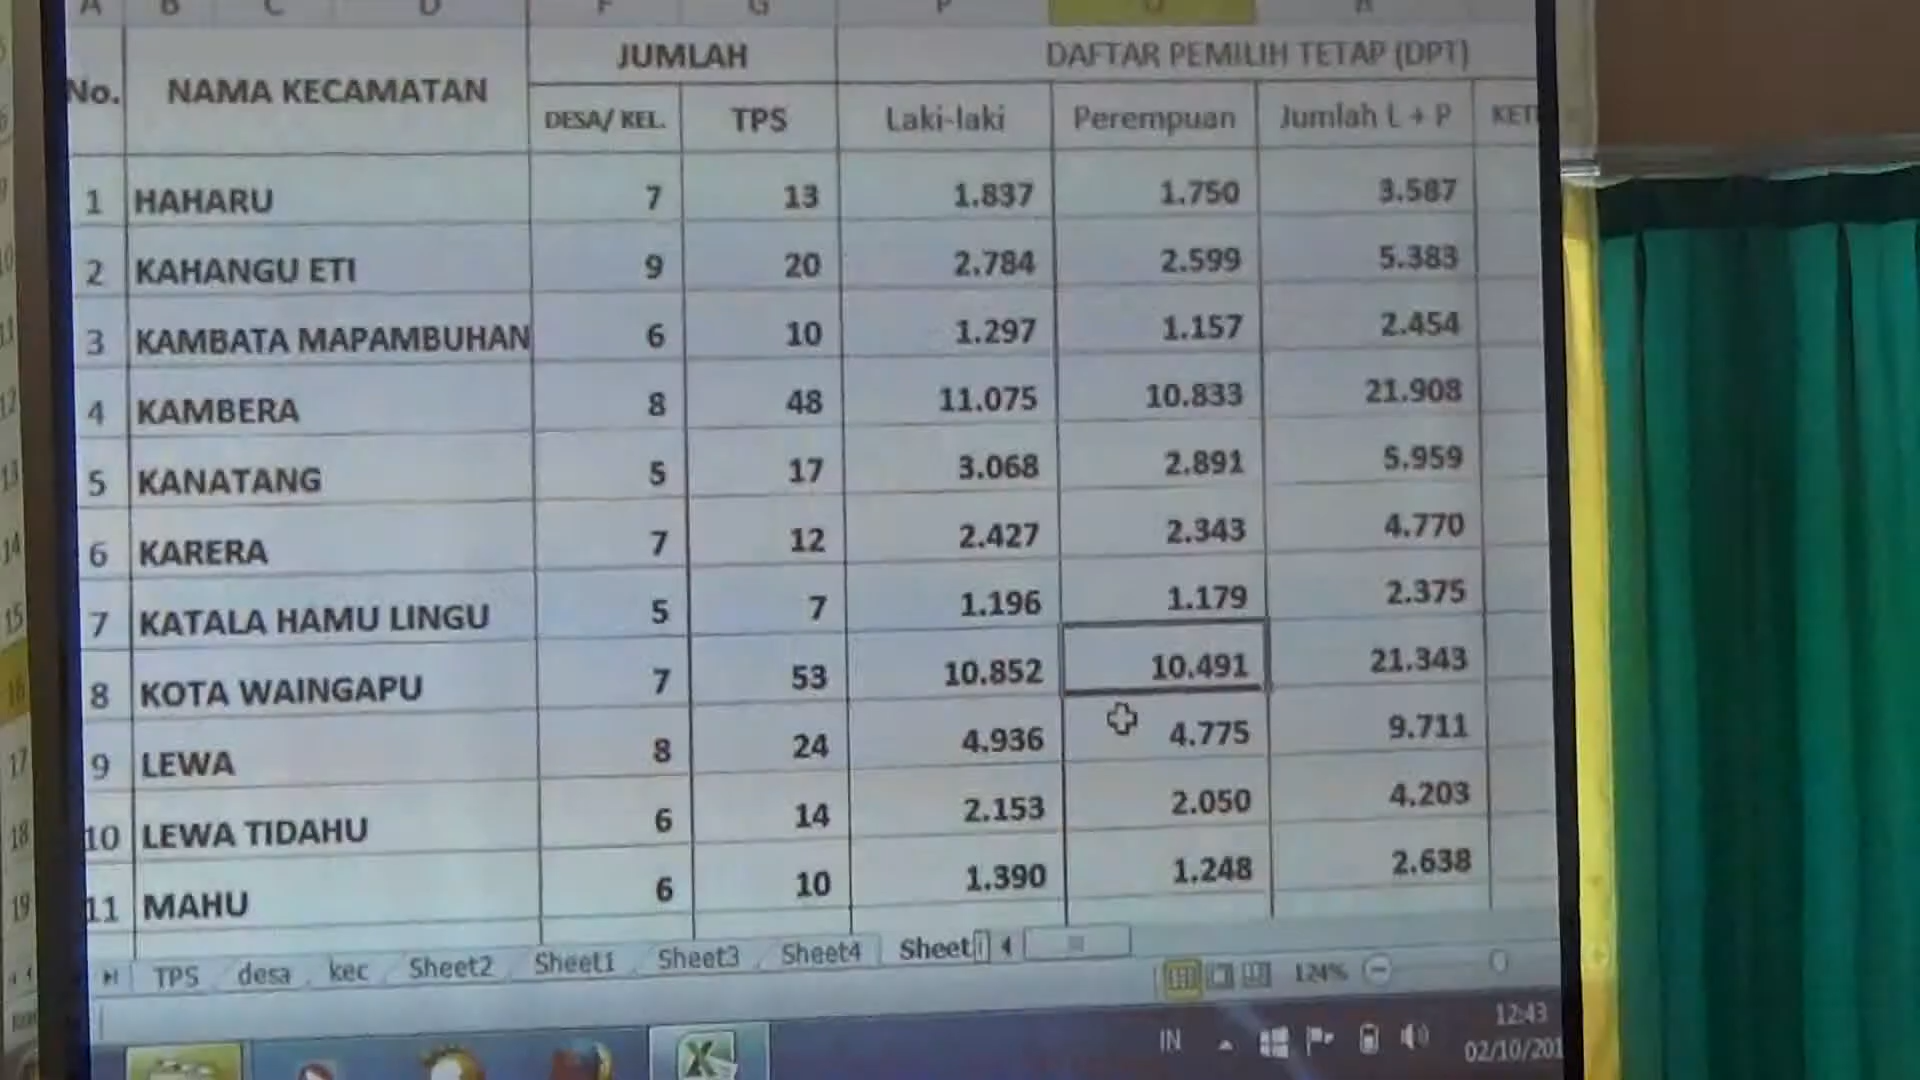 A B C D F G P Q R
No. NAMA KECAMATAN JUMLAH DAFTAR PEMILIH TETAP (DPT)
DESA/ KEL. TPS Laki-laki Perempuan Jumlah L + P
1 HAHARU 7 13 1.837 1.750 3.587
2 KAHANGU ETI 9 20 2.784 2.599 5.383
3 KAMBATA MAPAMBUHAN 6 10 1.297 1.157 2.454
4 KAMBERA 8 48 11.075 10.833 21.908
5 KANATANG 5 17 3.068 2.891 5.959
6 KARERA 7 12 2.427 2.343 4.770
7 KATALA HAMU LINGU 5 7 1.196 1.179 2.375
8 KOTA WAINGAPU 7 53 10.852 10.491 21.343
9 LEWA 8 24 4.936 4.775 9.711
10 LEWA TIDAHU 6 14 2.153 2.050 4.203
11 MAHU 6 10 1.390 1.248 2.638
TPS desa kec Sheet2 Sheet1 Sheet3 Sheet4 Sheet
124%
IN 12:43
02/10/201